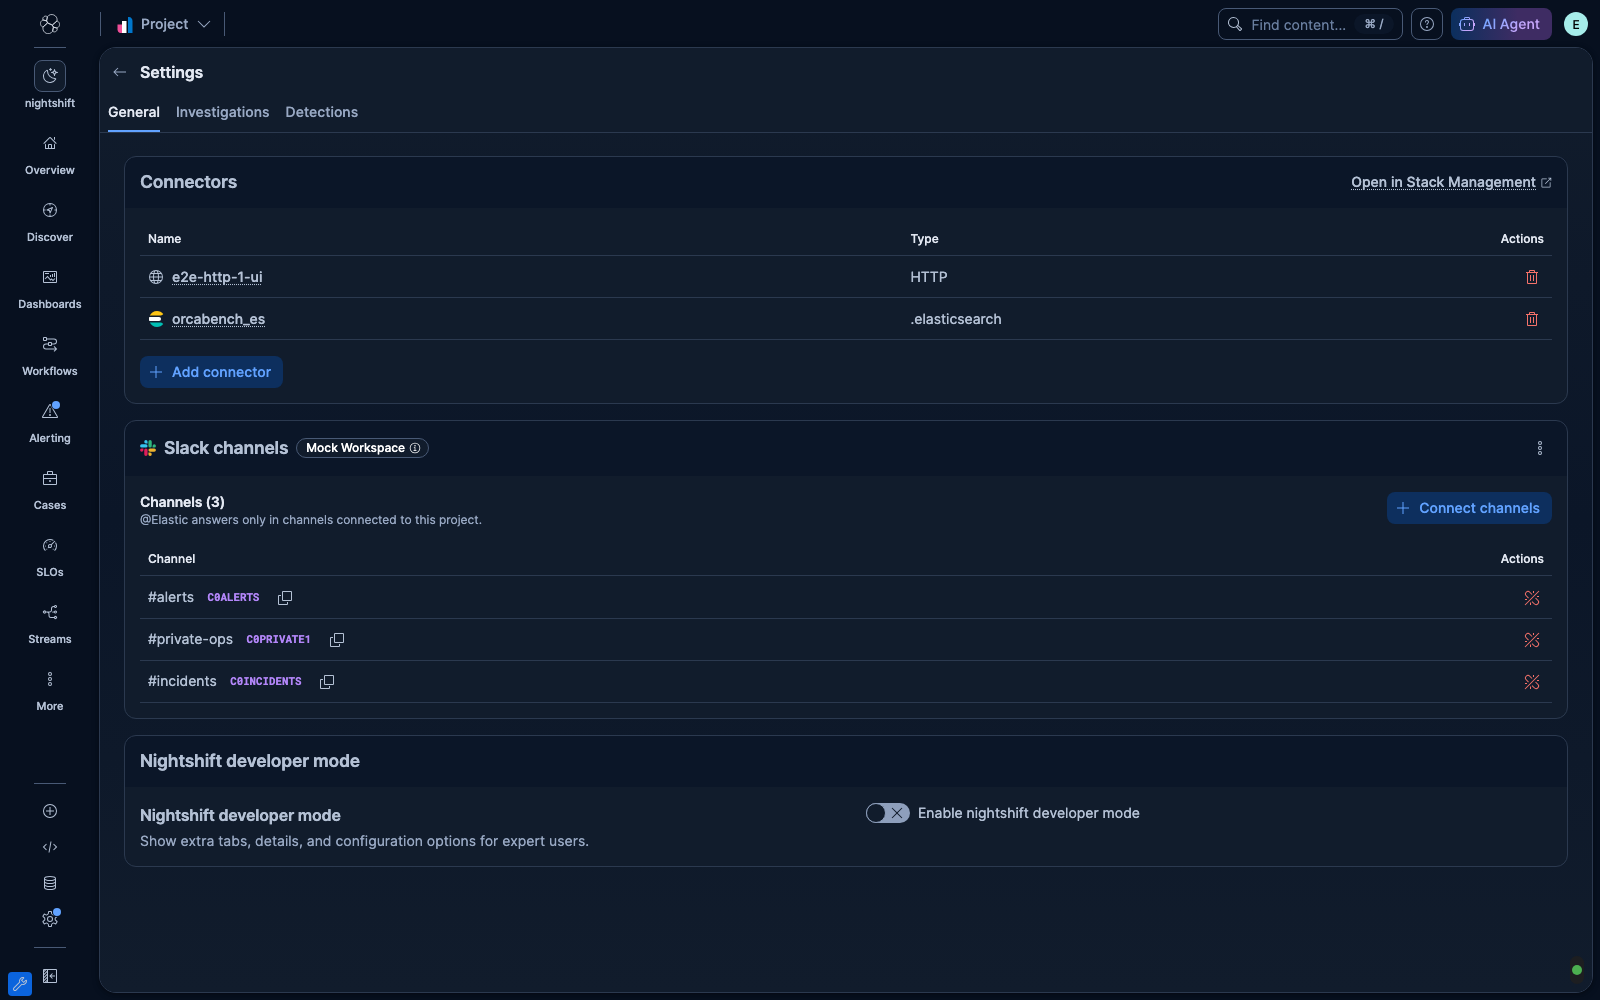 Project
Find content...
⌘ /
AI Agent
E
nightshift
Overview
Discover
Dashboards
Workflows
Alerting
Cases
SLOs
Streams
More
Settings
General Investigations Detections
Connectors
Open in Stack Management
Name Type Actions
e2e-http-1-ui HTTP
orcabench_es .elasticsearch
Add connector
Slack channels Mock Workspace
Channels (3)
@Elastic answers only in channels connected to this project.
Connect channels
Channel Actions
#alerts C0ALERTS
#private-ops C0PRIVATE1
#incidents C0INCIDENTS
Nightshift developer mode
Nightshift developer mode
Show extra tabs, details, and configuration options for expert users.
Enable nightshift developer mode